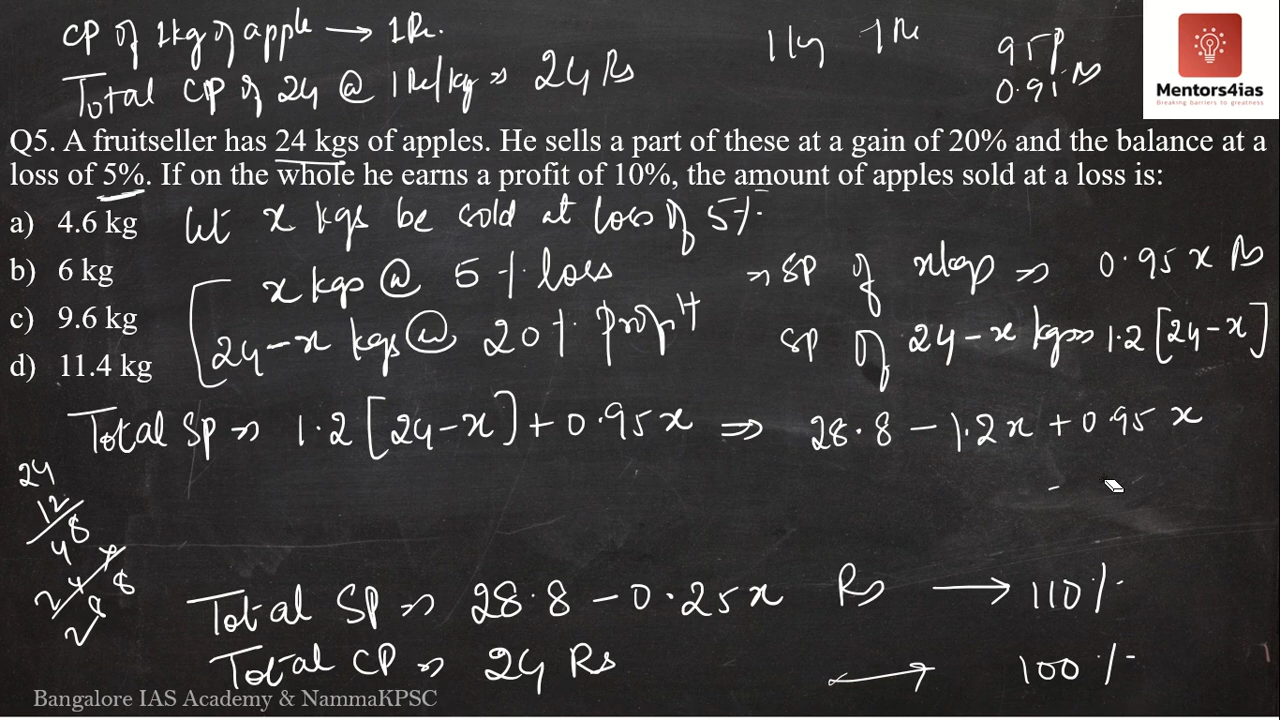 CP of 1kg of apple → 1Re.
1kg 1Re
95P
0.95 Rs
Total CP of 24 @ 1Re/kg ⇒ 24 Rs
Mentors4ias
Breaking barriers to greatness
Q5. A fruitseller has 24 kgs of apples. He sells a part of these at a gain of 20% and the balance at a
loss of 5%. If on the whole he earns a profit of 10%, the amount of apples sold at a loss is:
a) 4.6 kg
b) 6 kg
c) 9.6 kg
d) 11.4 kg
let x kgs be sold at loss of 5%.
x kgs @ 5% loss ⇒ SP of x kgs ⇒ 0.95x Rs
24-x kgs @ 20% profit SP of 24-x kgs ⇒ 1.2[24-x]
Total SP ⇒ 1.2[24-x]+0.95x ⇒ 28.8-1.2x+0.95x
24
12
48
24
288
Total SP ⇒ 28.8-0.25x Rs → 110%
Total CP ⇒ 24 Rs → 100%
Bangalore IAS Academy & NammaKPSC